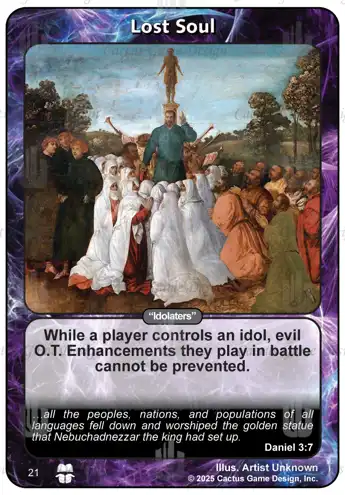 Lost Soul
"Idolaters"
While a player controls an idol, evil
O.T. Enhancements they play in battle
cannot be prevented.
...all the peoples, nations, and populations of all
languages fell down and worshiped the golden statue
that Nebuchadnezzar the king had set up.
Daniel 3:7
21
Illus. Artist Unknown
© 2025 Cactus Game Design, Inc.